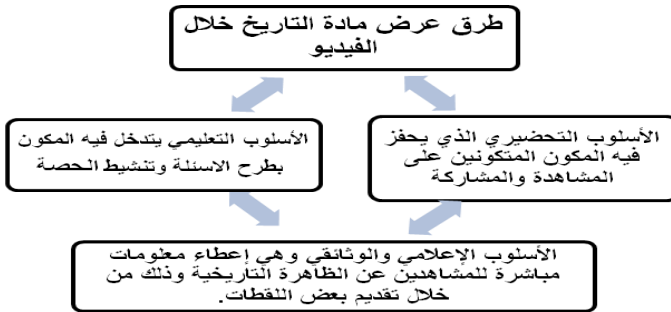 طرق عرض مادة التاريخ خلال
الفيديو
الأسلوب التحضيري الذي يحفز
فيه المكون المتكونين على
المشاهدة والمشاركة
الأسلوب التعليمي يتدخل فيه المكون
بطرح الاسئلة وتنشيط الحصة
الأسلوب الإعلامي والوثائقي وهي إعطاء معلومات
مباشرة للمشاهدين عن الظاهرة التاريخية وذلك من
خلال تقديم بعض اللقطات.